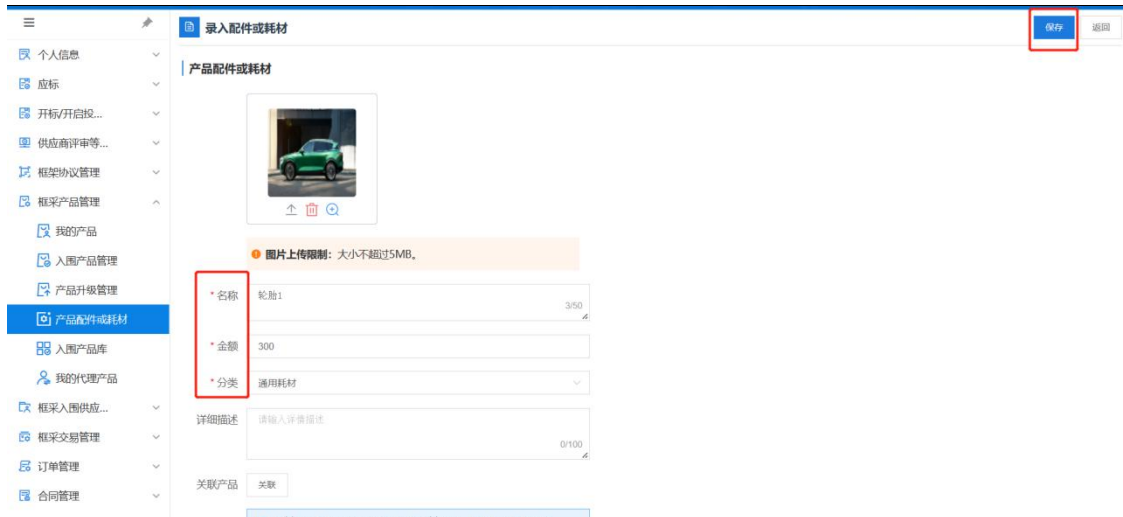 录入配件或耗材
保存
返回
个人信息
应标
开标/开启投...
供应商评审等...
框架协议管理
框采产品管理
我的产品
入围产品管理
产品升级管理
产品配件或耗材
入围产品库
我的代理产品
框采入围供应...
框采交易管理
订单管理
合同管理
产品配件或耗材
图片上传限制：大小不超过5MB。
* 名称 轮胎1
3/50
* 金额 300
* 分类 通用耗材
详细描述 请输入详情描述
0/100
关联产品 关联